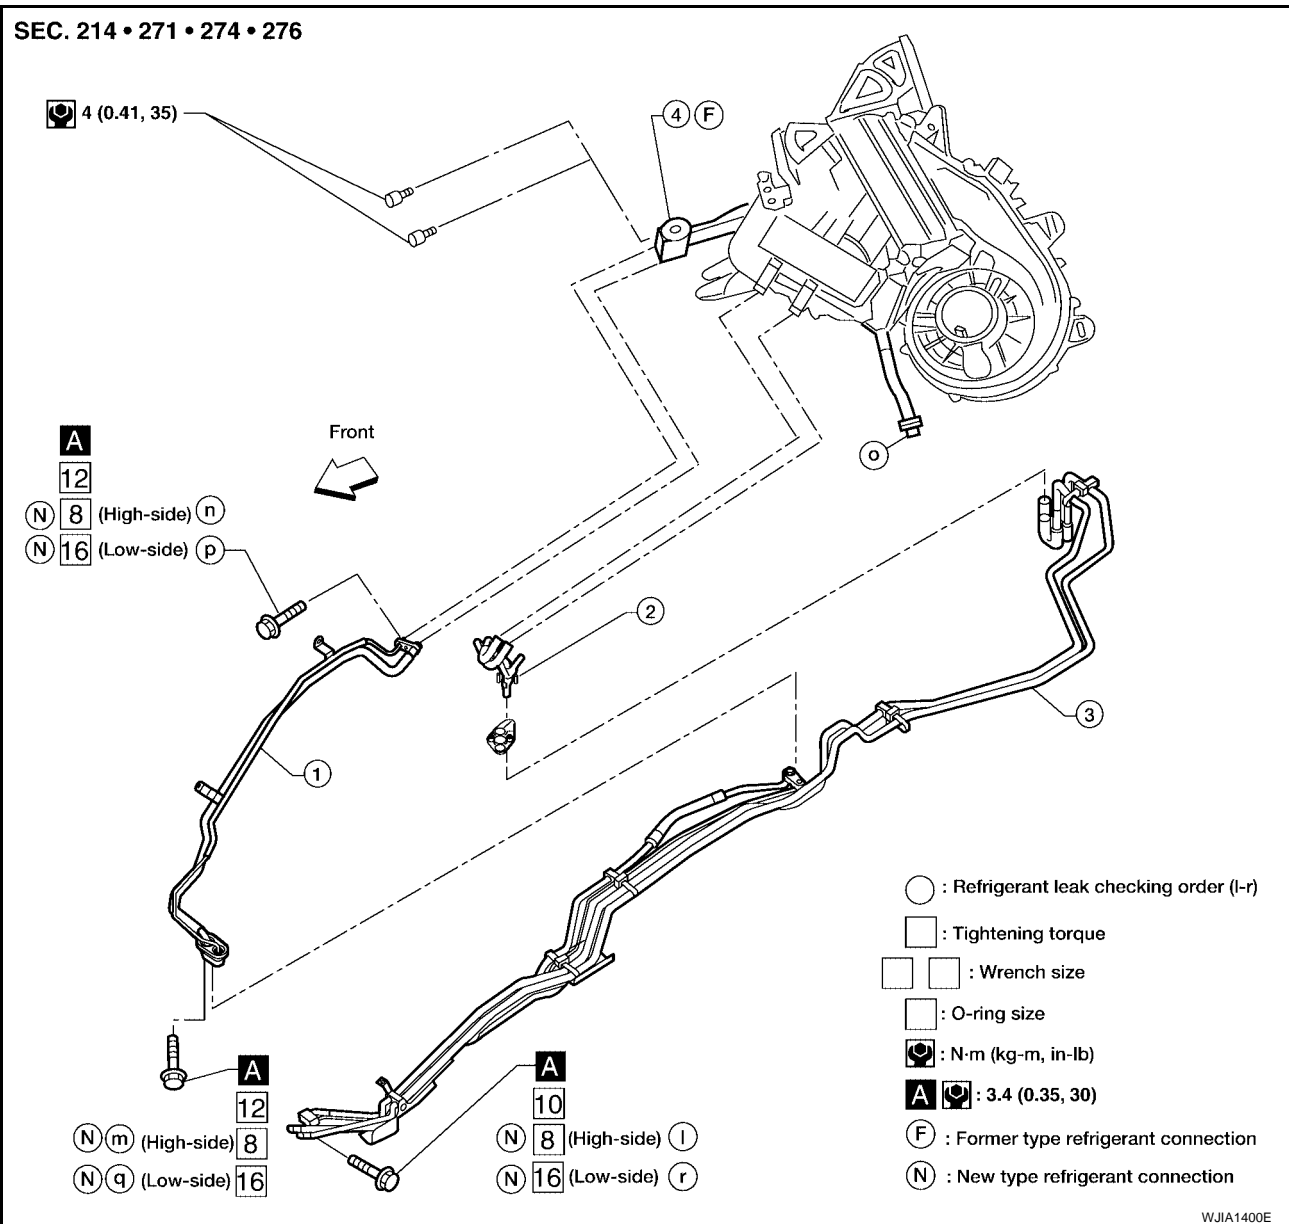 SEC. 214 • 271 • 274 • 276
4 (0.41, 35)
4 F
o
Front
A
12
N 8 (High-side) n
N 16 (Low-side) p
2
3
1
: Refrigerant leak checking order (l-r)
: Tightening torque
: Wrench size
: O-ring size
: N·m (kg-m, in-lb)
A : 3.4 (0.35, 30)
F : Former type refrigerant connection
N : New type refrigerant connection
A
12
N m (High-side) 8
N q (Low-side) 16
A
10
N 8 (High-side) l
N 16 (Low-side) r
WJIA1400E